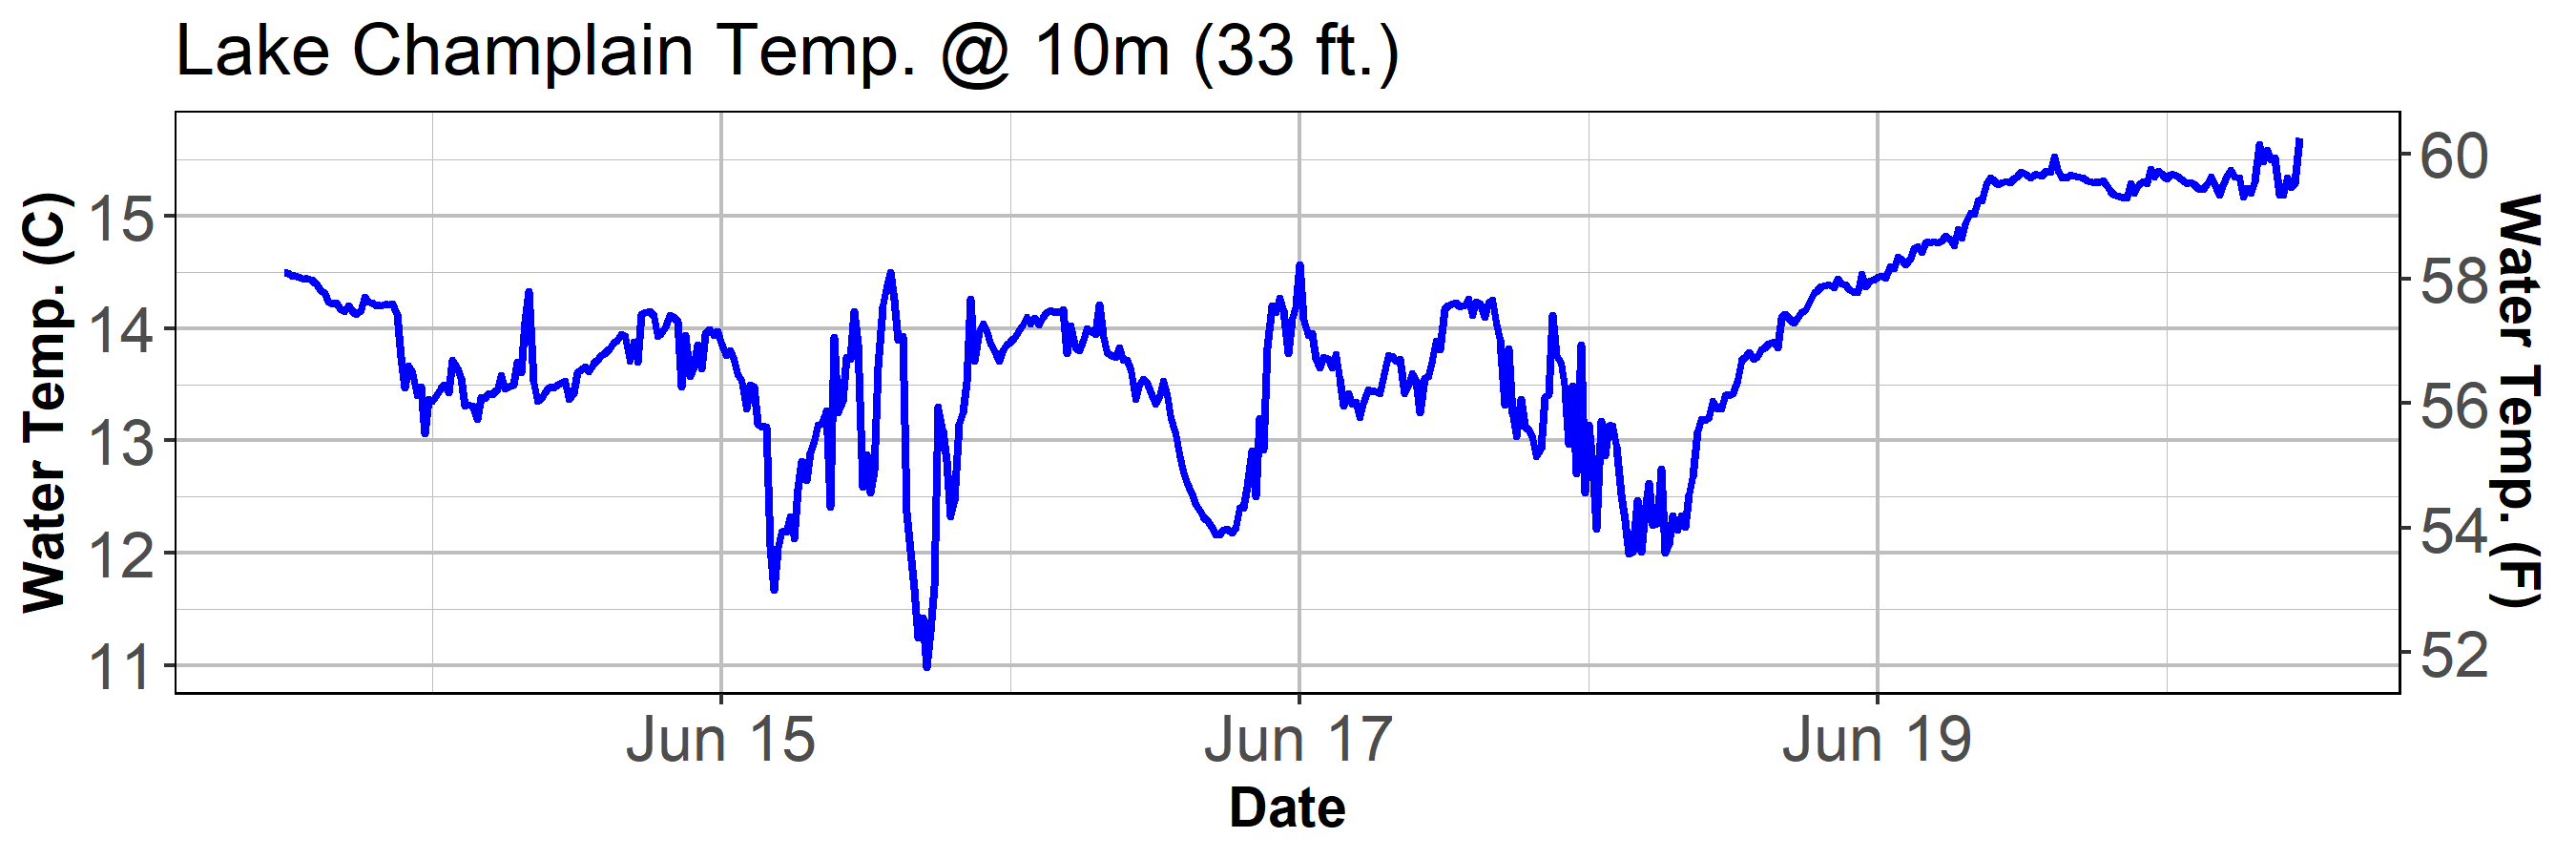 Lake Champlain Temp. @ 10m (33 ft.)
Water Temp. (C)
15
14
13
12
11
60
58
56
54
52
Water Temp. (F)
Jun 15
Jun 17
Jun 19
Date